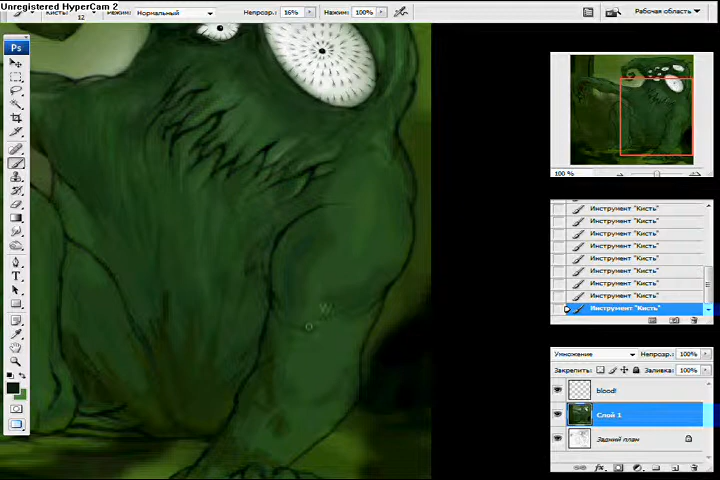 Unregistered HyperCam 2
Кисть:
12
Режим:
Нормальный
Непрозр.: 16%
Нажим: 100%
Рабочая область
Ps
T
100 %
Инструмент "Кисть"
Инструмент "Кисть"
Инструмент "Кисть"
Инструмент "Кисть"
Инструмент "Кисть"
Инструмент "Кисть"
Инструмент "Кисть"
Инструмент "Кисть"
Инструмент "Кисть"
Умножение
Непрозр.: 100%
Закрепить:
Заливка: 100%
blood!
Слой 1
Задний план
fx